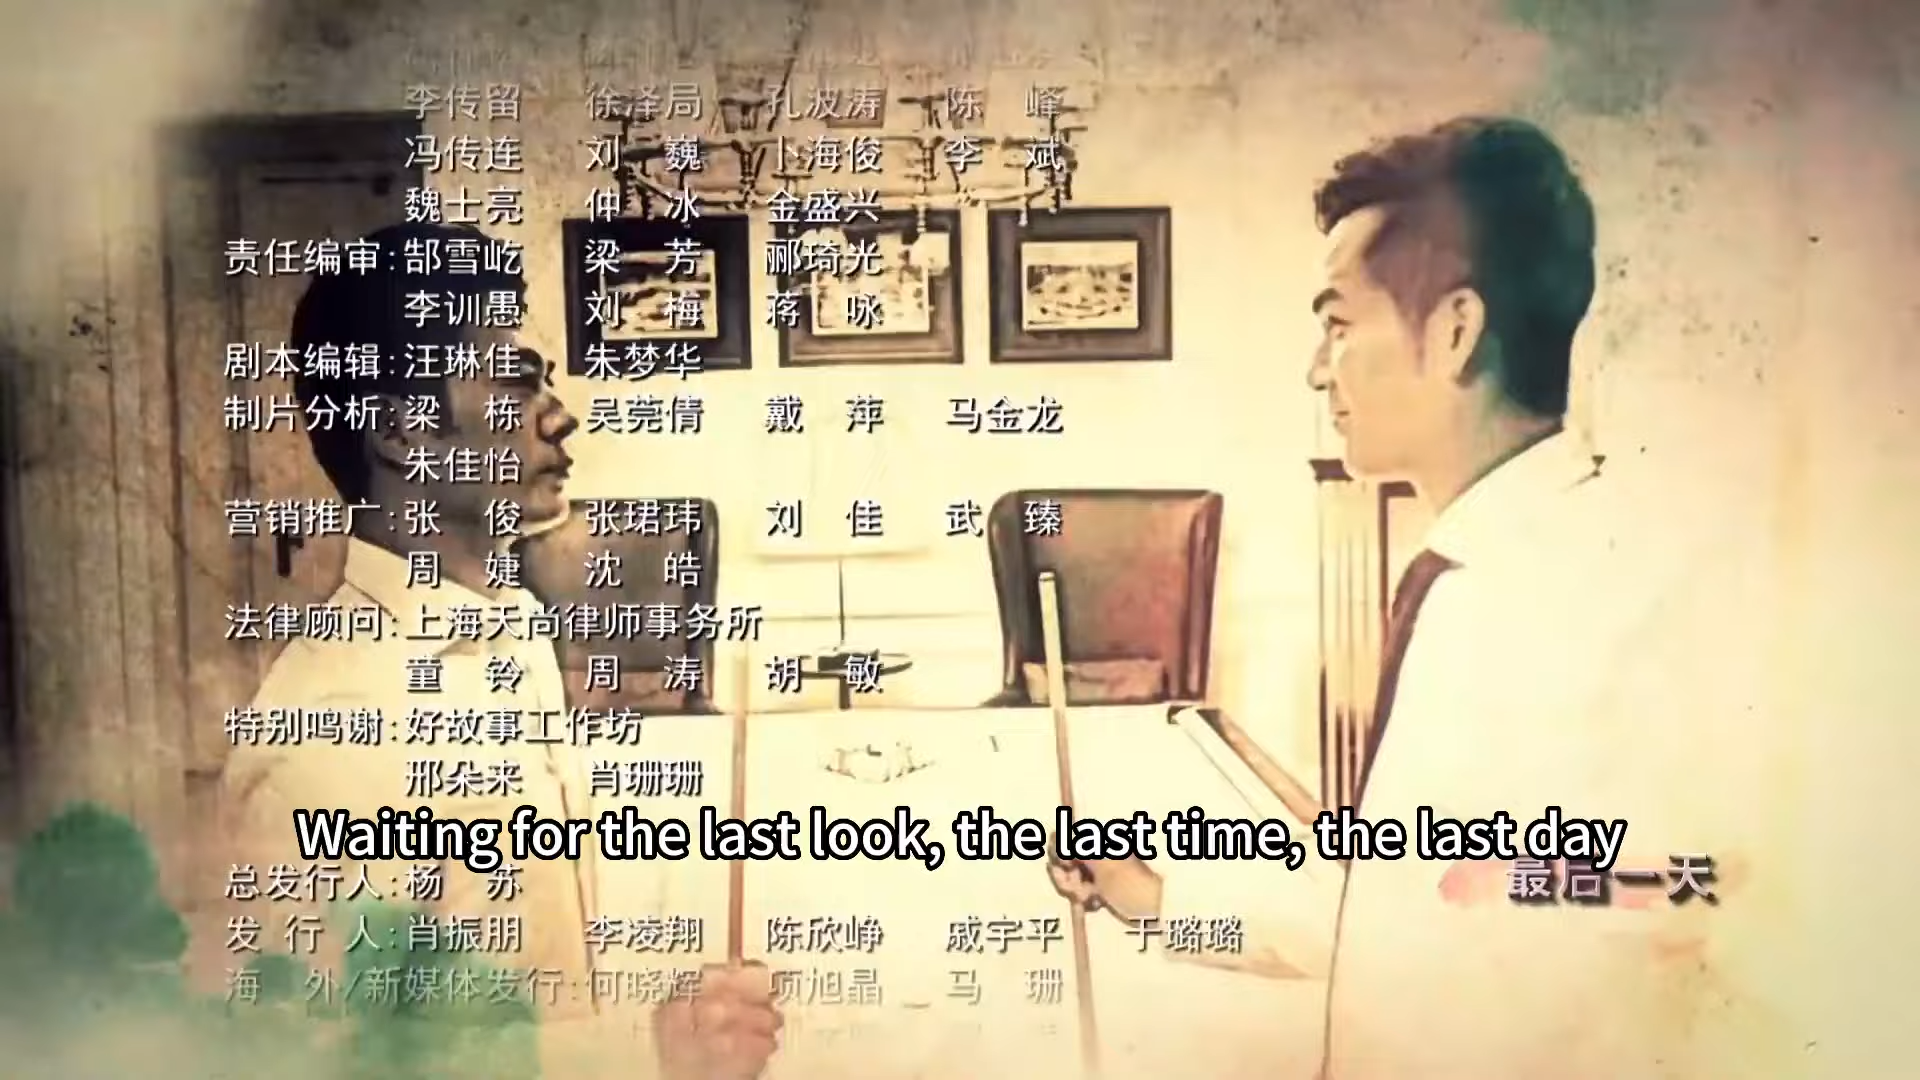 李传留 徐泽局 孔波涛 陈 峰
冯传连 刘 巍 卜海俊 李 斌
魏士亮 仲 冰 金盛兴
责任编审:郜雪屹 梁 芳 郦琦光
李训愚 刘 梅 蒋 咏
剧本编辑:汪琳佳 朱梦华
制片分析:梁 栋 吴莞倩 戴 萍 马金龙
朱佳怡
营销推广:张 俊 张珺玮 刘 佳 武 臻
周 婕 沈 皓
法律顾问:上海天尚律师事务所
童 铃 周 涛 胡 敏
特别鸣谢:好故事工作坊
邢朵来 肖珊珊
Waiting for the last look, the last time, the last day
总发行人:杨 苏
最后一天
发 行 人:肖振朋 李凌翔 陈欣峥 戚宇平 于璐璐
海 外/新媒体发行:何晓辉 项旭晶 马 珊